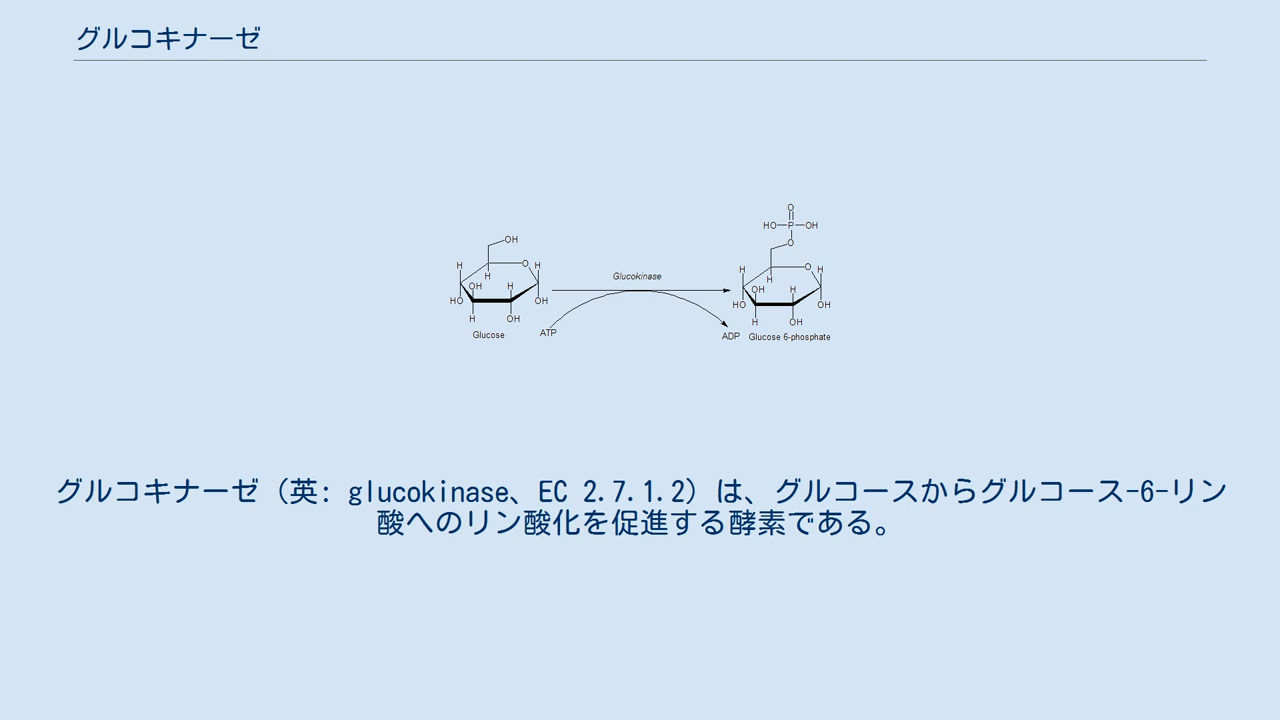 グルコキナーゼ
O
HO P OH
O
OH
H O H
H
OH H
HO OH
H OH
Glucose
ATP
Glucokinase
ADP
H O H
H
OH H
HO OH
H OH
Glucose 6-phosphate
グルコキナーゼ（英: glucokinase、EC 2.7.1.2）は、グルコースからグルコース-6-リン
酸へのリン酸化を促進する酵素である。